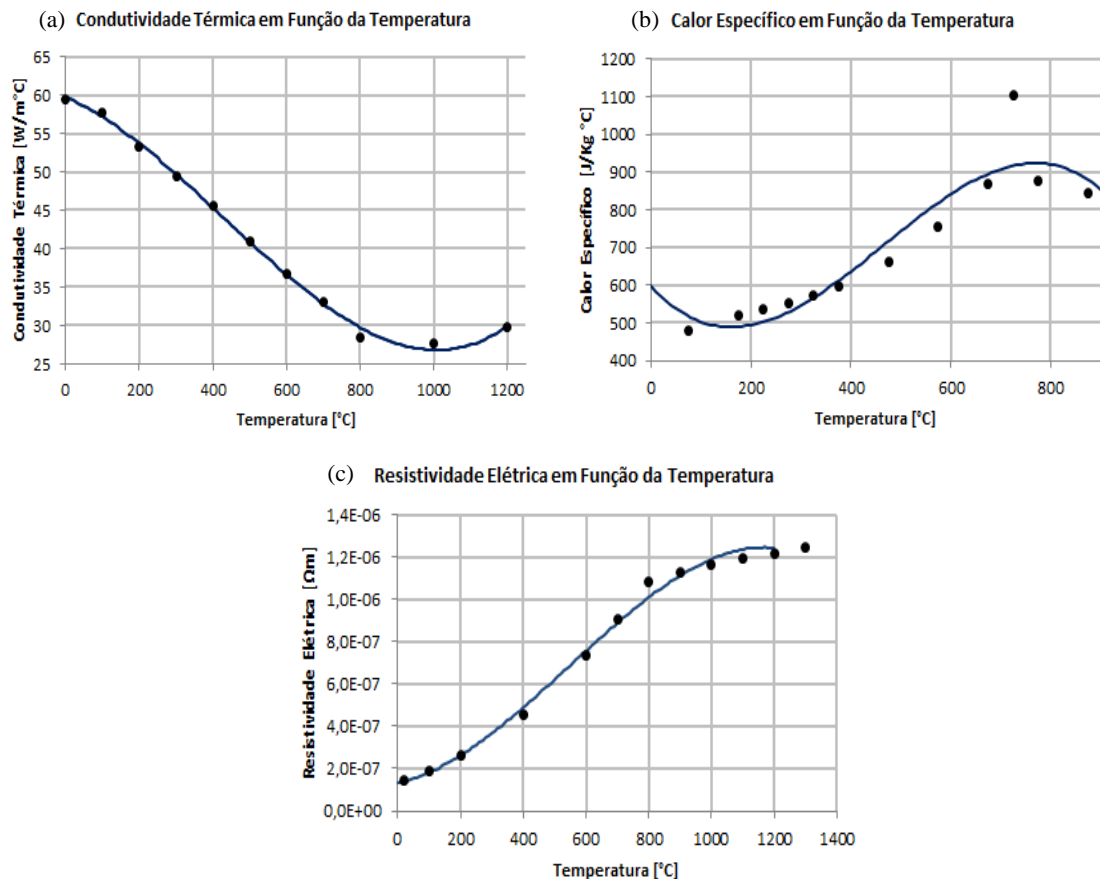 (a) Condutividade Térmica em Função da Temperatura
Condutividade Térmica [W/m°C]
65
60
55
50
45
40
35
30
25
0 200 400 600 800 1000 1200
Temperatura [°C]
(b) Calor Específico em Função da Temperatura
Calor Específico [J/Kg °C]
1200
1100
1000
900
800
700
600
500
400
0 200 400 600 800
Temperatura [°C]
(c) Resistividade Elétrica em Função da Temperatura
Resistividade Elétrica [Ωm]
1,4E-06
1,2E-06
1,0E-06
8,0E-07
6,0E-07
4,0E-07
2,0E-07
0,0E+00
0 200 400 600 800 1000 1200 1400
Temperatura [°C]